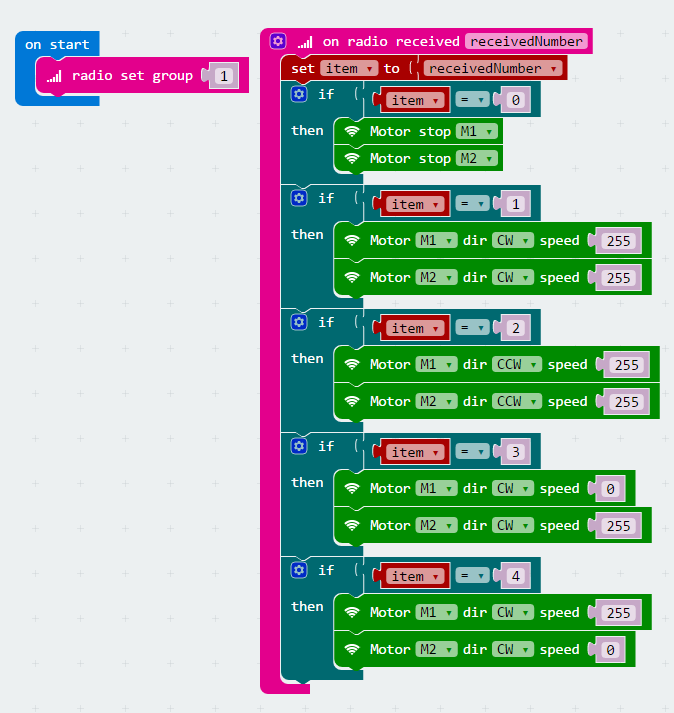 on start
radio set group 1
on radio received receivedNumber
set item to receivedNumber
if item = 0
then Motor stop M1
Motor stop M2
if item = 1
then Motor M1 dir CW speed 255
Motor M2 dir CW speed 255
if item = 2
then Motor M1 dir CCW speed 255
Motor M2 dir CCW speed 255
if item = 3
then Motor M1 dir CW speed 0
Motor M2 dir CW speed 255
if item = 4
then Motor M1 dir CW speed 255
Motor M2 dir CW speed 0